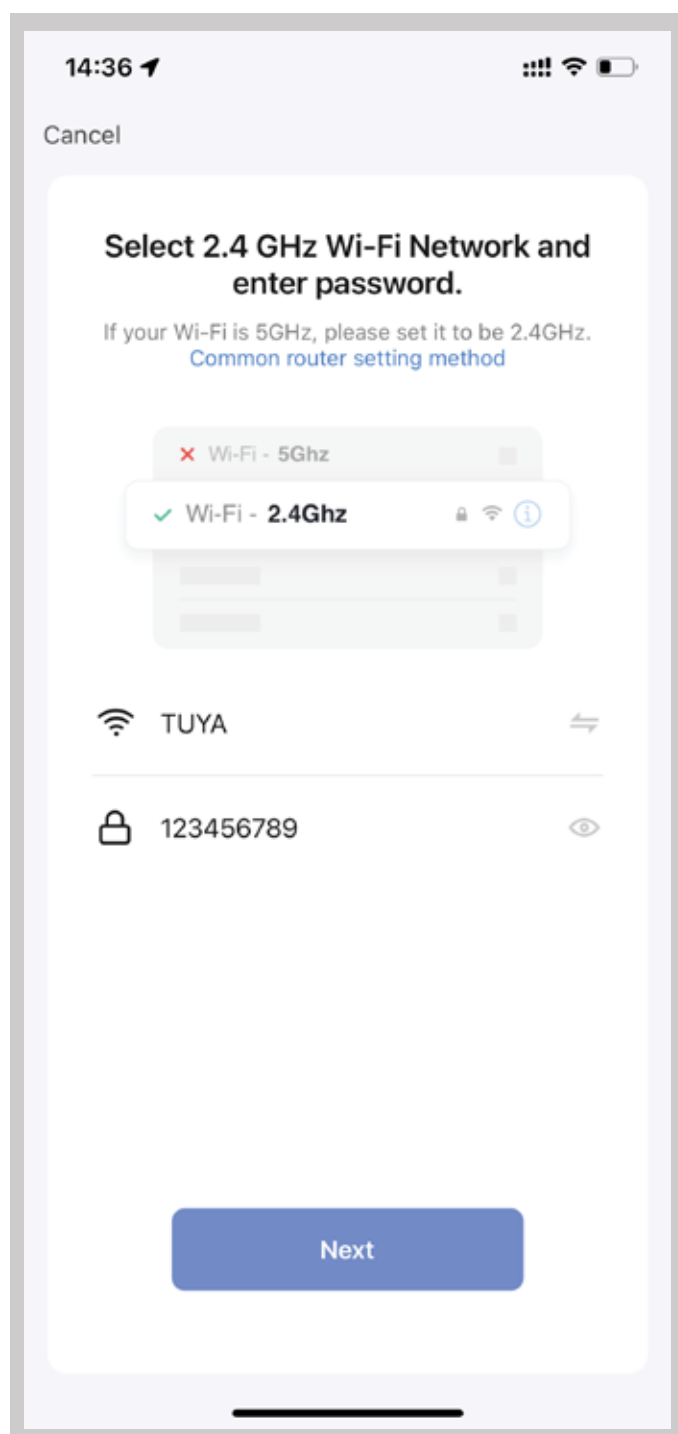 14:36
Cancel
Select 2.4 GHz Wi-Fi Network and
enter password.
If your Wi-Fi is 5GHz, please set it to be 2.4GHz.
Common router setting method
Wi-Fi - 5Ghz
Wi-Fi - 2.4Ghz
TUYA
123456789
Next